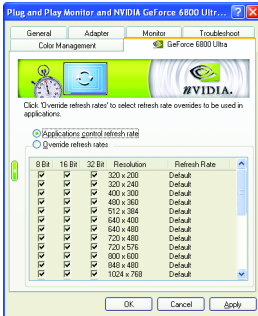 Plug and Play Monitor and NVIDIA GeForce 6800 Ultr...
General Adapter Monitor Troubleshoot
Color Management GeForce 6800 Ultra
NVIDIA.
Click 'Override refresh rates' to select refresh rate overrides to be used in
applications.
Applications control refresh rate
Override refresh rates
8 Bit 16 Bit 32 Bit Resolution Refresh Rate
320 x 200 Default
320 x 240 Default
400 x 300 Default
480 x 360 Default
512 x 384 Default
640 x 400 Default
640 x 480 Default
720 x 480 Default
720 x 576 Default
800 x 600 Default
848 x 480 Default
1024 x 768 Default
OK Cancel Apply